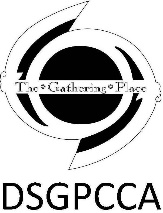 The • Gathering • Place
DSGPCCA